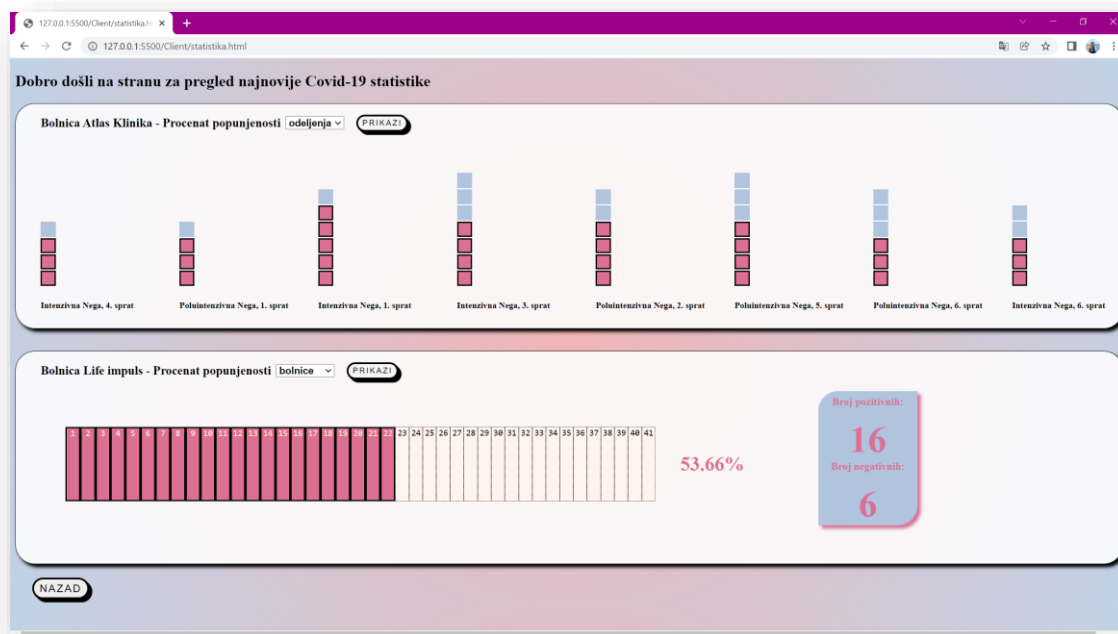 127.0.0.1:5500/Client/statistika.h
127.0.0.1:5500/Client/statistika.html
Dobro došli na stranu za pregled najnovije Covid-19 statistike
Bolnica Atlas Klinika - Procenat popunjenosti odeljenja PRIKAZI
Intenzivna Nega, 4. sprat Poluintenzivna Nega, 1. sprat Intenzivna Nega, 1. sprat Intenzivna Nega, 3. sprat Poluintenzivna Nega, 2. sprat Poluintenzivna Nega, 5. sprat Poluintenzivna Nega, 6. sprat Intenzivna Nega, 6. sprat
Bolnica Life impuls - Procenat popunjenosti bolnice PRIKAZI
1 2 3 4 5 6 7 8 9 10 11 12 13 14 15 16 17 18 19 20 21 22 23 24 25 26 27 28 29 30 31 32 33 34 35 36 37 38 39 40 41
53.66%
Broj pozitivnih:
16
Broj negativnih:
6
NAZAD